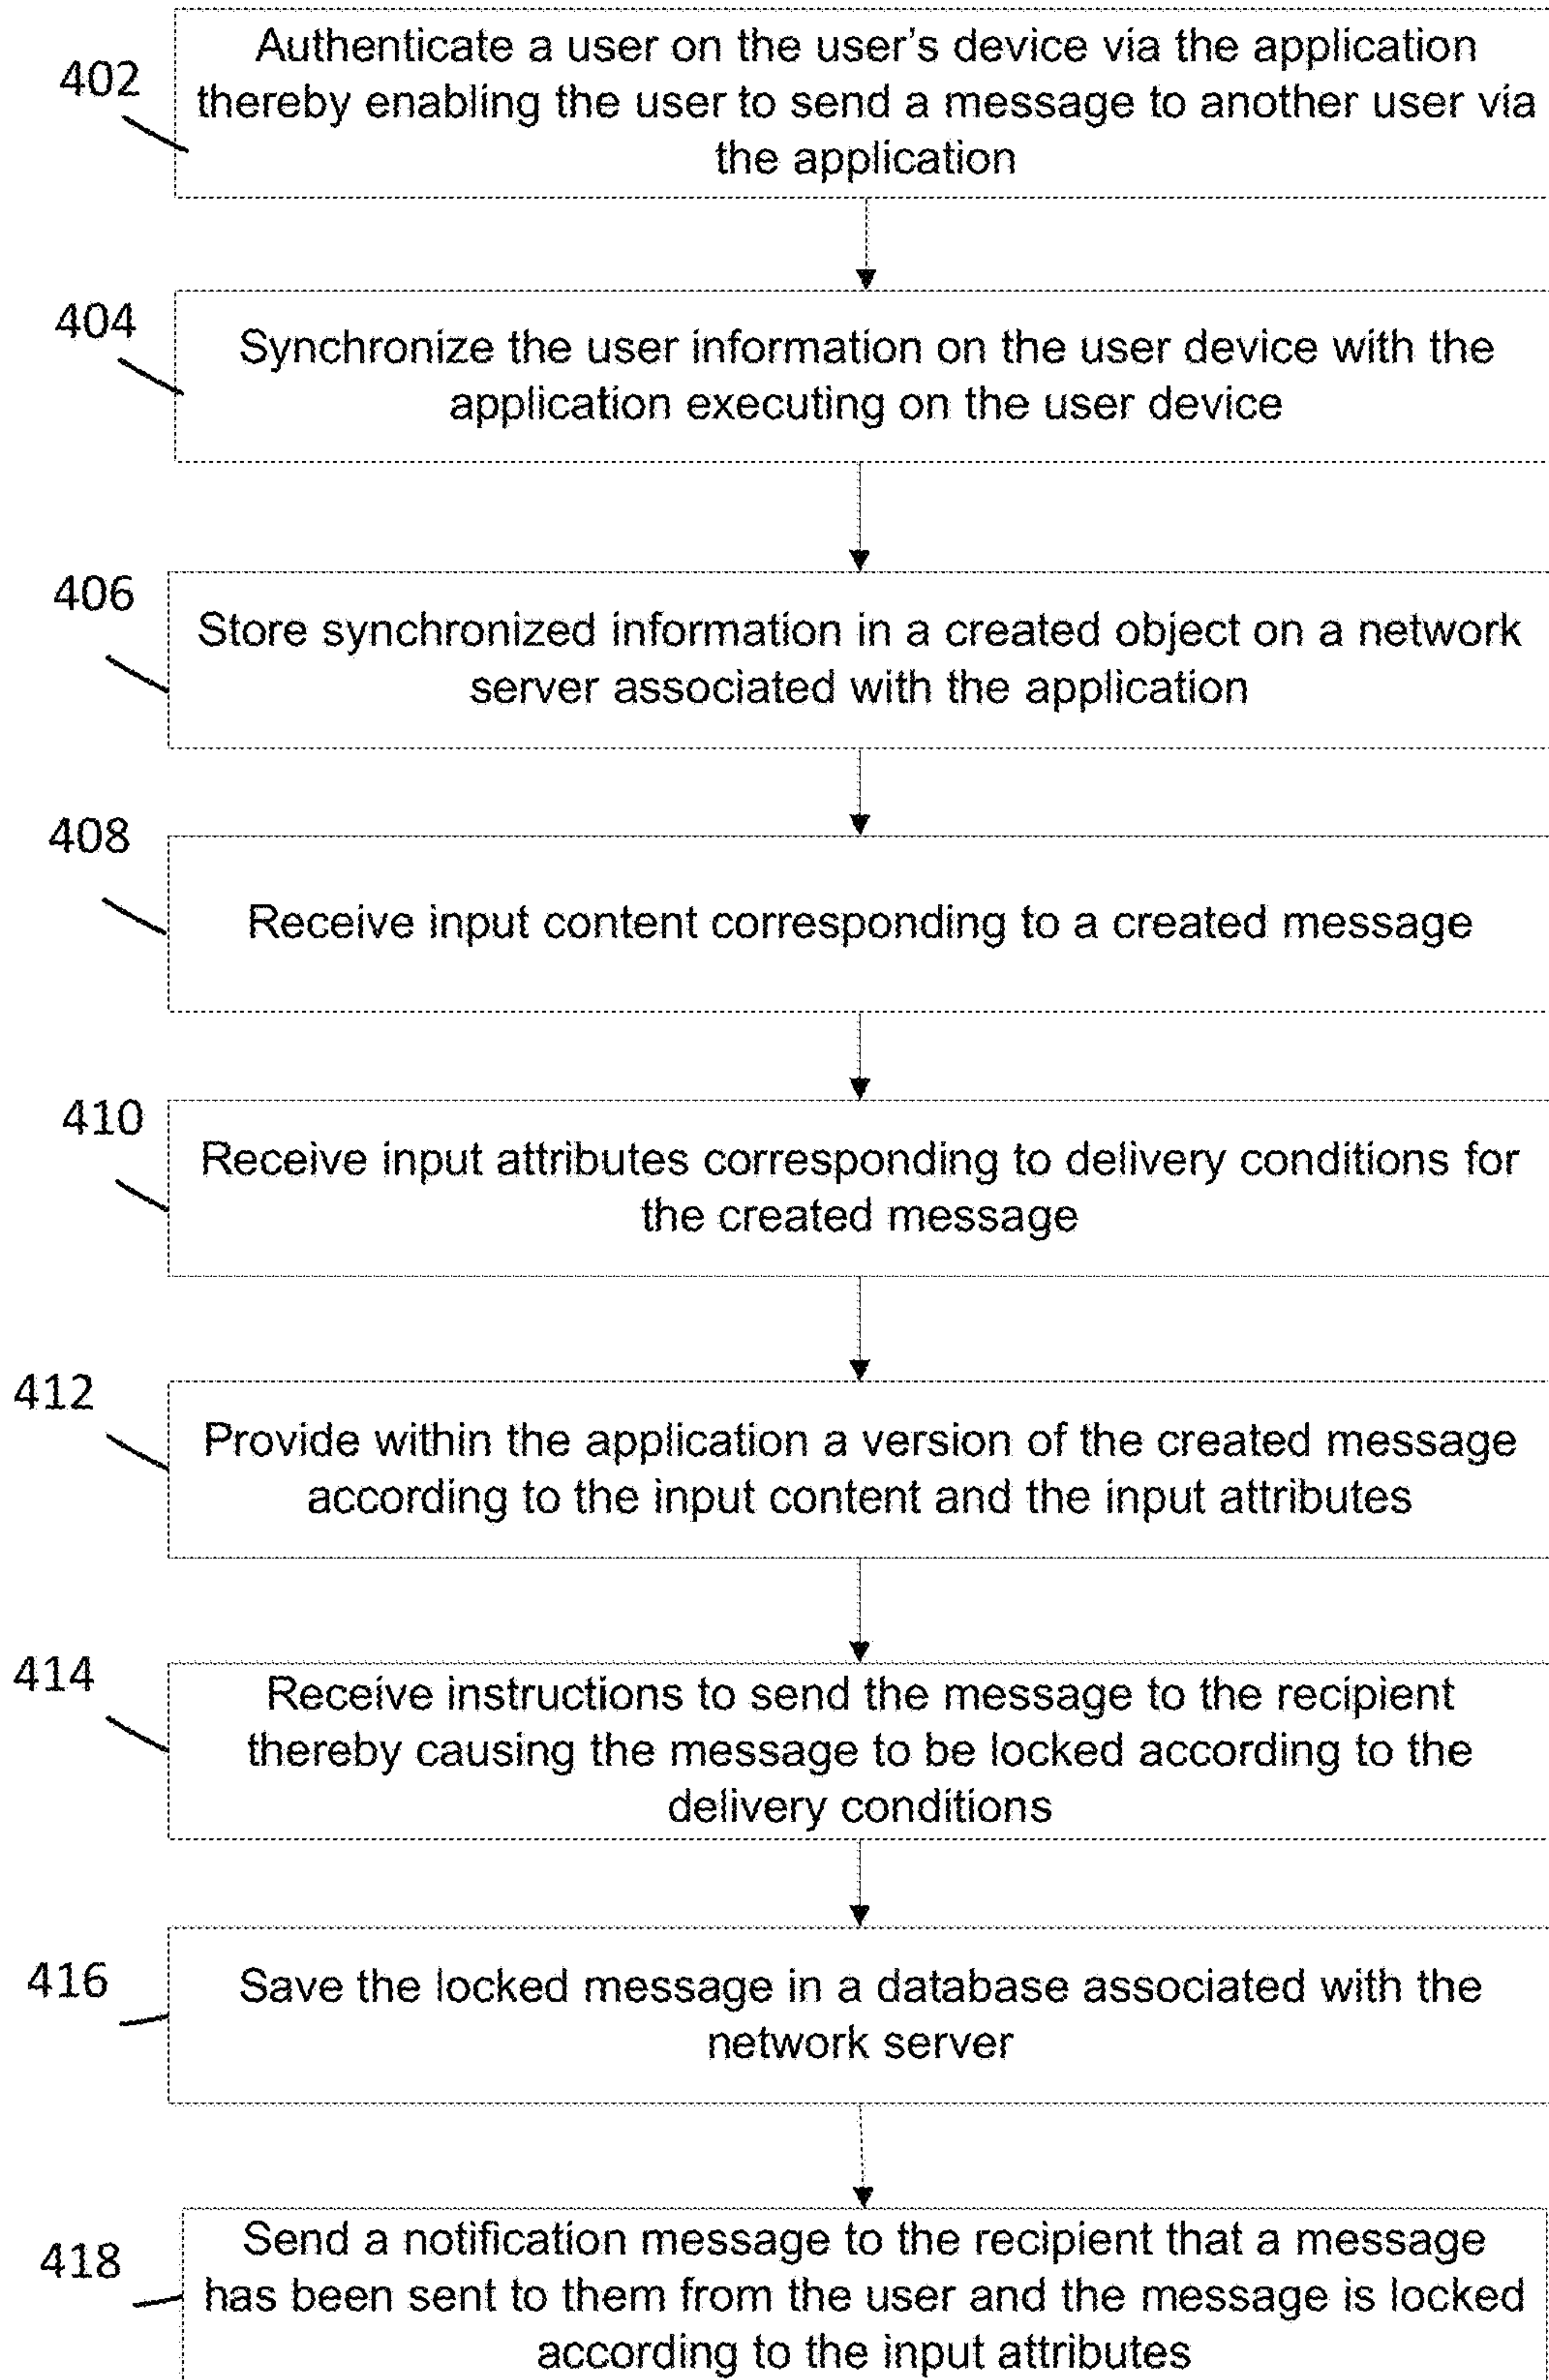 402
Authenticate a user on the user's device via the application
thereby enabling the user to send a message to another user via
the application
404
Synchronize the user information on the user device with the
application executing on the user device
406
Store synchronized information in a created object on a network
server associated with the application
408
Receive input content corresponding to a created message
410
Receive input attributes corresponding to delivery conditions for
the created message
412
Provide within the application a version of the created message
according to the input content and the input attributes
414
Receive instructions to send the message to the recipient
thereby causing the message to be locked according to the
delivery conditions
416
Save the locked message in a database associated with the
network server
418
Send a notification message to the recipient that a message
has been sent to them from the user and the message is locked
according to the input attributes